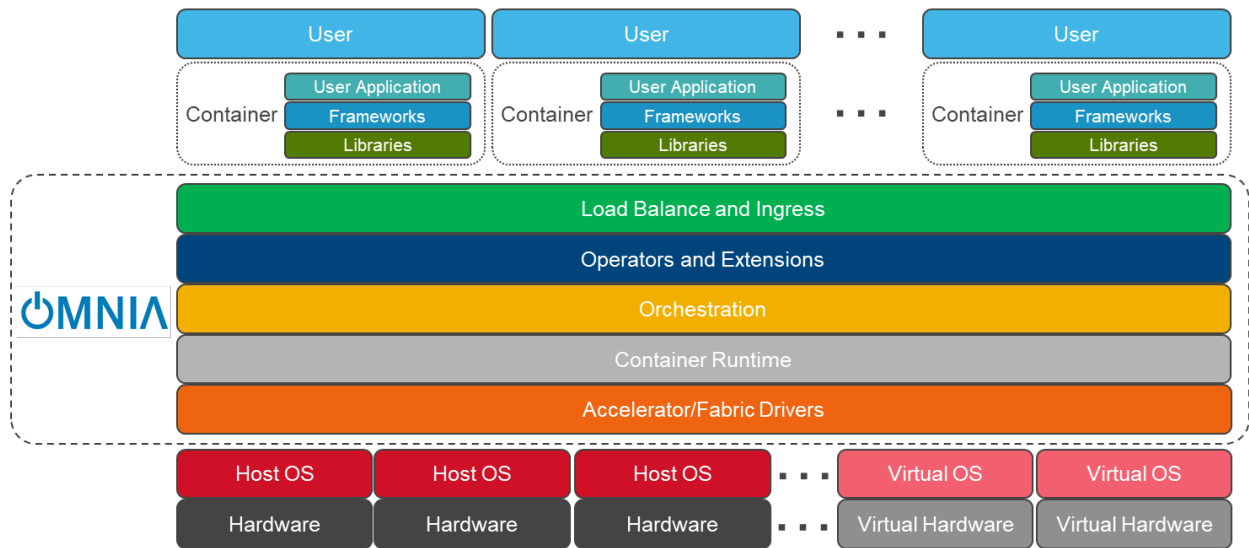 User
User
User
User Application
User Application
User Application
Container
Frameworks
Container
Frameworks
Container
Frameworks
Libraries
Libraries
Libraries
Load Balance and Ingress
Operators and Extensions
OMNIA
Orchestration
Container Runtime
Accelerator/Fabric Drivers
Host OS
Host OS
Host OS
Virtual OS
Virtual OS
Hardware
Hardware
Hardware
Virtual Hardware
Virtual Hardware